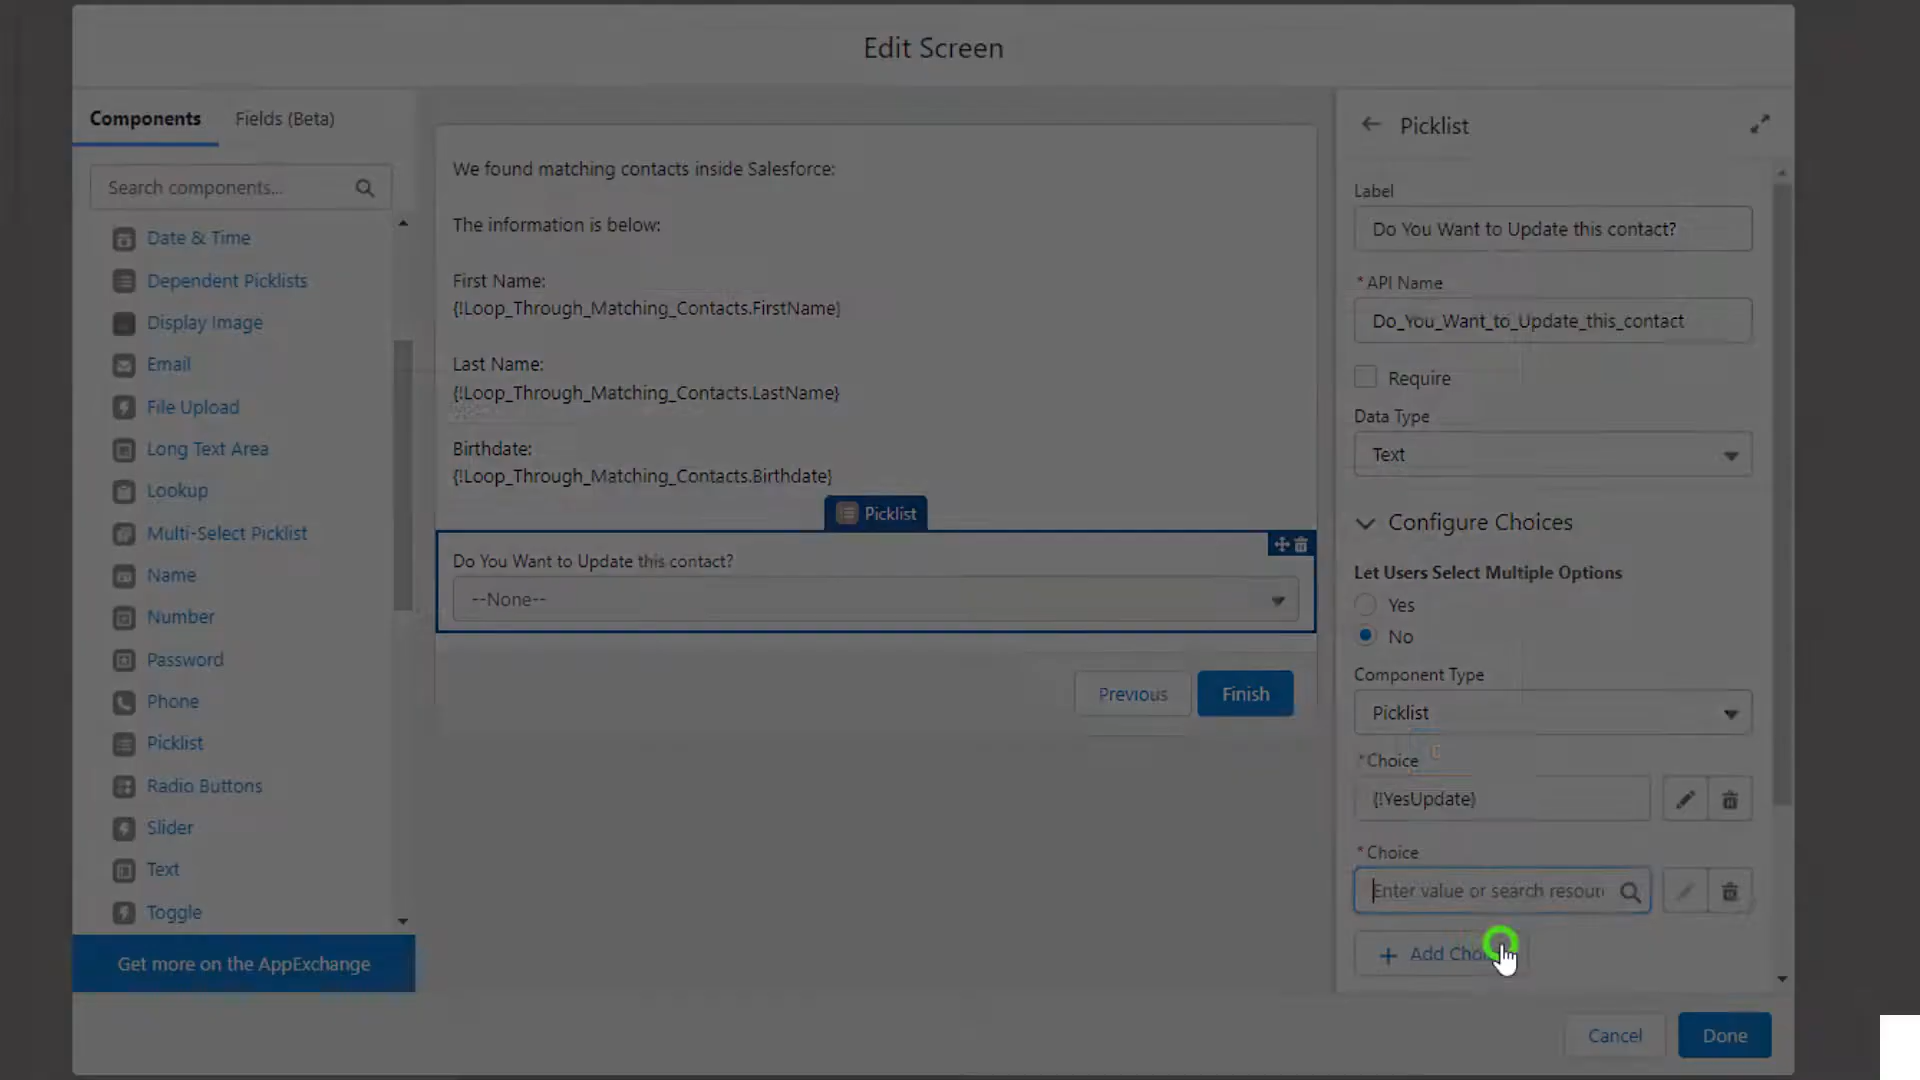 Edit Screen
Components
Fields (Beta)
Search components...
Date & Time
Dependent Picklists
Display Image
Email
File Upload
Long Text Area
Lookup
Multi-Select Picklist
Name
Number
Password
Phone
Picklist
Radio Buttons
Slider
Text
Toggle
Get more on the AppExchange
We found matching contacts inside Salesforce:
The information is below:
First Name:
{!Loop_Through_Matching_Contacts.FirstName}
Last Name:
{!Loop_Through_Matching_Contacts.LastName}
Birthdate:
{!Loop_Through_Matching_Contacts.Birthdate}
Picklist
Do You Want to Update this contact?
--None--
Previous
Finish
Picklist
Label
Do You Want to Update this contact?
* API Name
Do_You_Want_to_Update_this_contact
Require
Data Type
Text
Configure Choices
Let Users Select Multiple Options
Yes
No
Component Type
Picklist
* Choice
{!YesUpdate}
* Choice
Enter value or search
Add
Cancel
Done